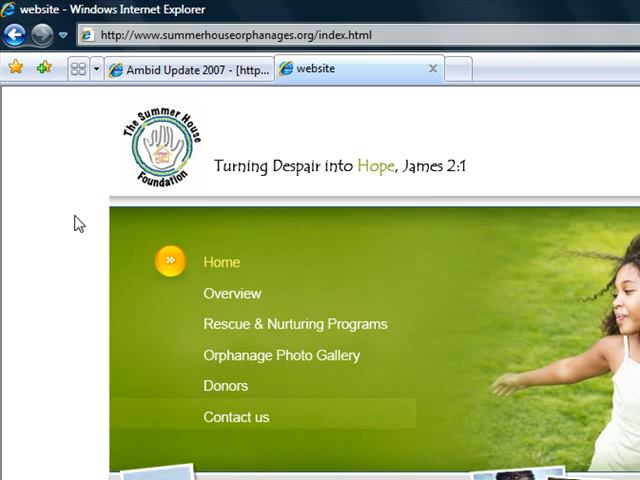 website - Windows Internet Explorer
http://www.summerhouseorphanages.org/index.html
Ambid Update 2007 - [http...
website
The Summer House
Foundation
Turning Despair into Hope, James 2:1
Home
Overview
Rescue & Nurturing Programs
Orphanage Photo Gallery
Donors
Contact us